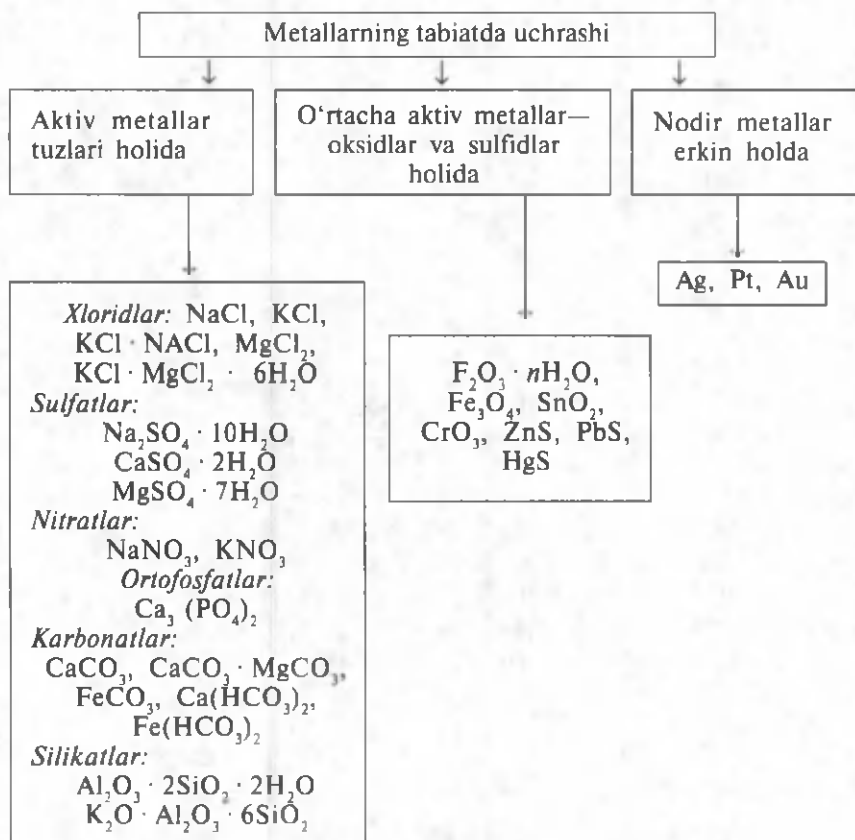 Metallarning tabiatda uchrashi
Aktiv metallar
tuzlari holida
O‘rtacha aktiv metallar—
oksidlar va sulfidlar
holida
Nodir metallar
erkin holda
Ag, Pt, Au
Xloridlar: NaCl, KCl,
KCl · NACl, MgCl₂,
KCl · MgCl₂ · 6H₂O
Sulfatlar:
Na₂SO₄ · 10H₂O
CaSO₄ · 2H₂O
MgSO₄ · 7H₂O
Nitratlar:
NaNO₃, KNO₃
Ortofosfatlar:
Ca₃ (PO₄)₂
Karbonatlar:
CaCO₃, CaCO₃ · MgCO₃,
FeCO₃, Ca(HCO₃)₂,
Fe(HCO₃)₂
Silikatlar:
Al₂O₃ · 2SiO₂ · 2H₂O
K₂O · Al₂O₃ · 6SiO₂
F₂O₃ · nH₂O,
Fe₃O₄, SnO₂,
CrO₃, ZnS, PbS,
HgS